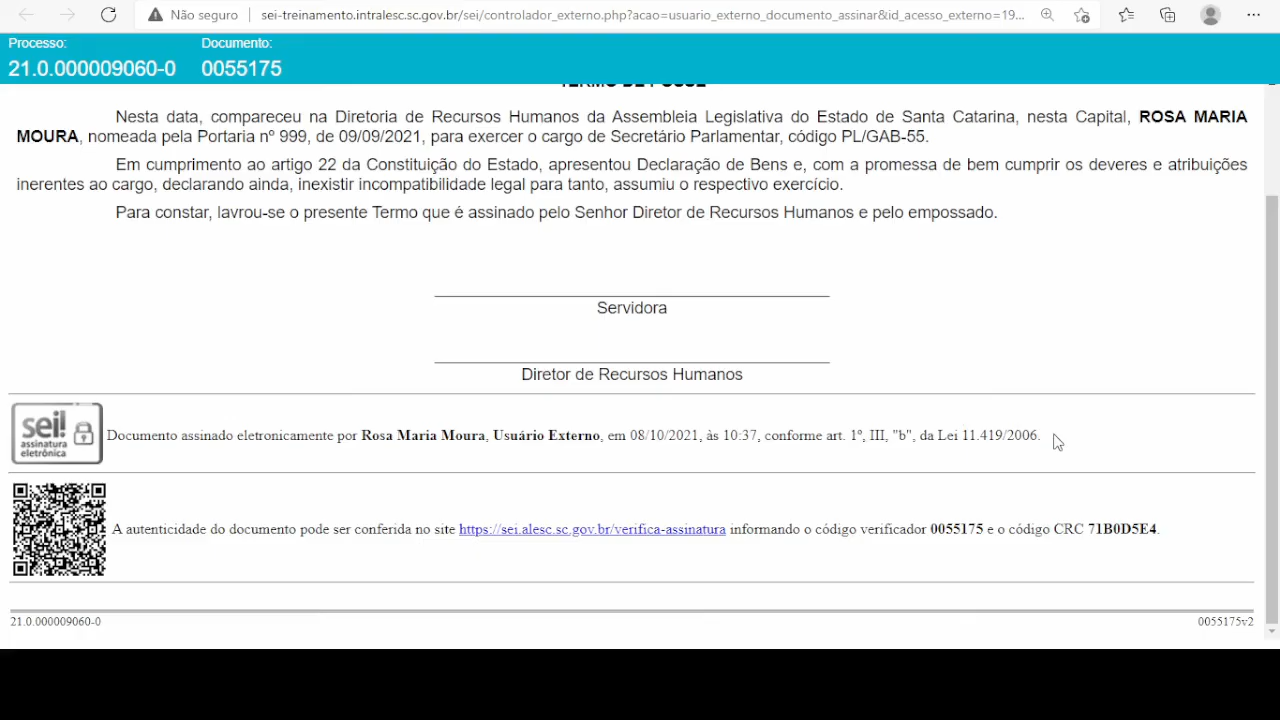 Não seguro
sei-treinamento.intralesc.sc.gov.br/sei/controlador_externo.php?acao=usuario_externo_documento_assinar&id_acesso_externo=19...
Processo: Documento:
21.0.000009060-0 0055175
TERMO DE POSSE
Nesta data, compareceu na Diretoria de Recursos Humanos da Assembleia Legislativa do Estado de Santa Catarina, nesta Capital, ROSA MARIA
MOURA, nomeada pela Portaria nº 999, de 09/09/2021, para exercer o cargo de Secretário Parlamentar, código PL/GAB-55.
Em cumprimento ao artigo 22 da Constituição do Estado, apresentou Declaração de Bens e, com a promessa de bem cumprir os deveres e atribuições
inerentes ao cargo, declarando ainda, inexistir incompatibilidade legal para tanto, assumiu o respectivo exercício.
Para constar, lavrou-se o presente Termo que é assinado pelo Senhor Diretor de Recursos Humanos e pelo empossado.
Servidora
Diretor de Recursos Humanos
sei!
assinatura
eletrônica
Documento assinado eletronicamente por Rosa Maria Moura, Usuário Externo, em 08/10/2021, às 10:37, conforme art. 1º, III, "b", da Lei 11.419/2006.
A autenticidade do documento pode ser conferida no site https://sei.alesc.sc.gov.br/verifica-assinatura informando o código verificador 0055175 e o código CRC 71B0D5E4.
21.0.000009060-0 0055175v2